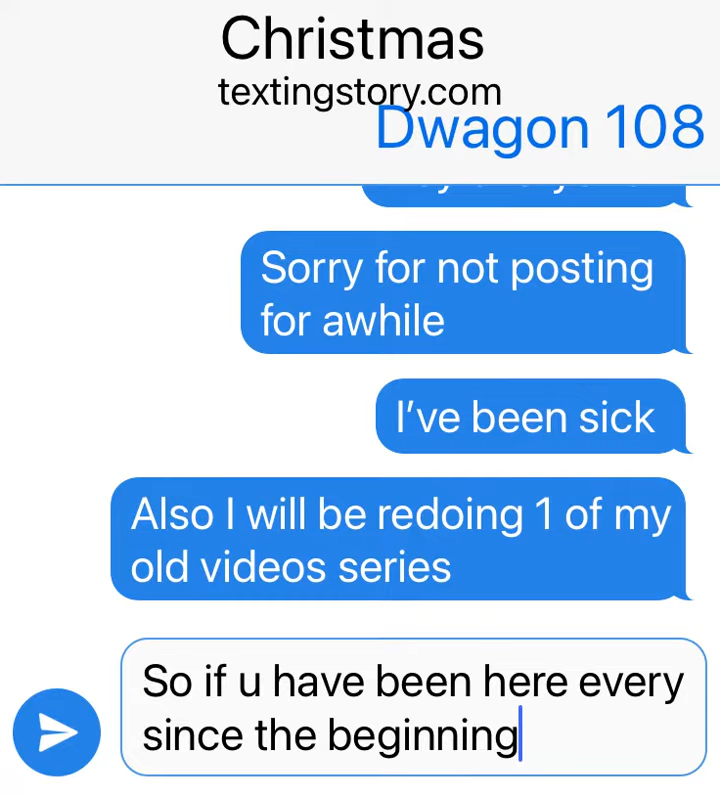 Christmas
textingstory.com
Dwagon 108
Sorry for not posting
for awhile
I've been sick
Also I will be redoing 1 of my
old videos series
So if u have been here every
since the beginning